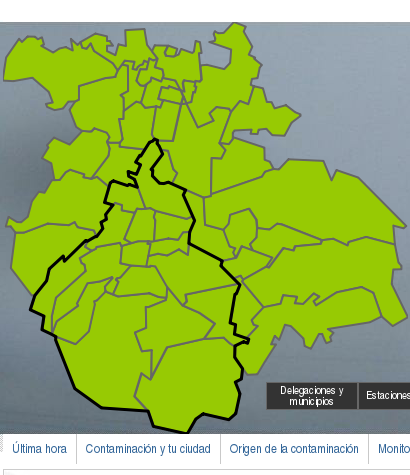 Delegaciones y
municipios
Estaciones
Última hora
Contaminación y tu ciudad
Origen de la contaminación
Monito